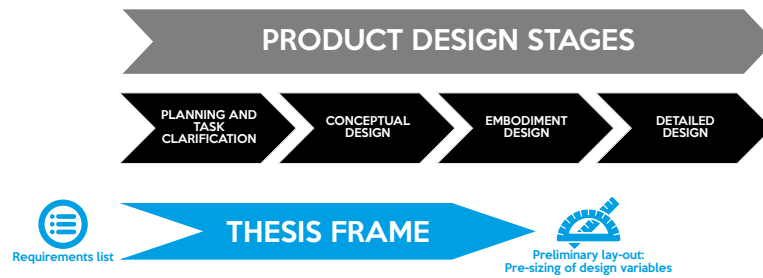 PRODUCT DESIGN STAGES
PLANNING AND
TASK
CLARIFICATION
CONCEPTUAL
DESIGN
EMBODIMENT
DESIGN
DETAILED
DESIGN
THESIS FRAME
Requirements list
Preliminary lay-out:
Pre-sizing of design variables